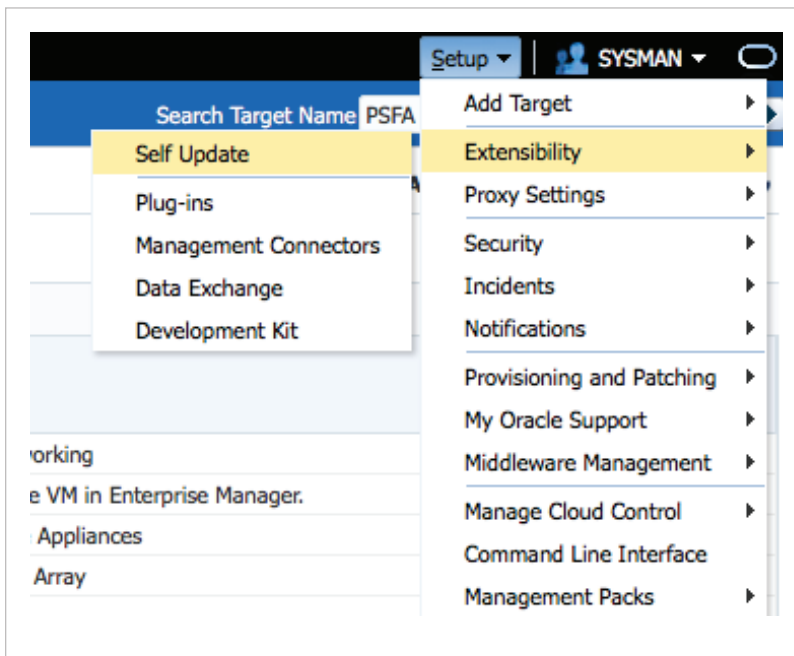 Setup SYSMAN
Search Target Name PSFA
Add Target
Extensibility
Proxy Settings
Security
Incidents
Notifications
Provisioning and Patching
My Oracle Support
Middleware Management
Manage Cloud Control
Command Line Interface
Management Packs
Self Update
Plug-ins
Management Connectors
Data Exchange
Development Kit
orking
e VM in Enterprise Manager.
Appliances
Array